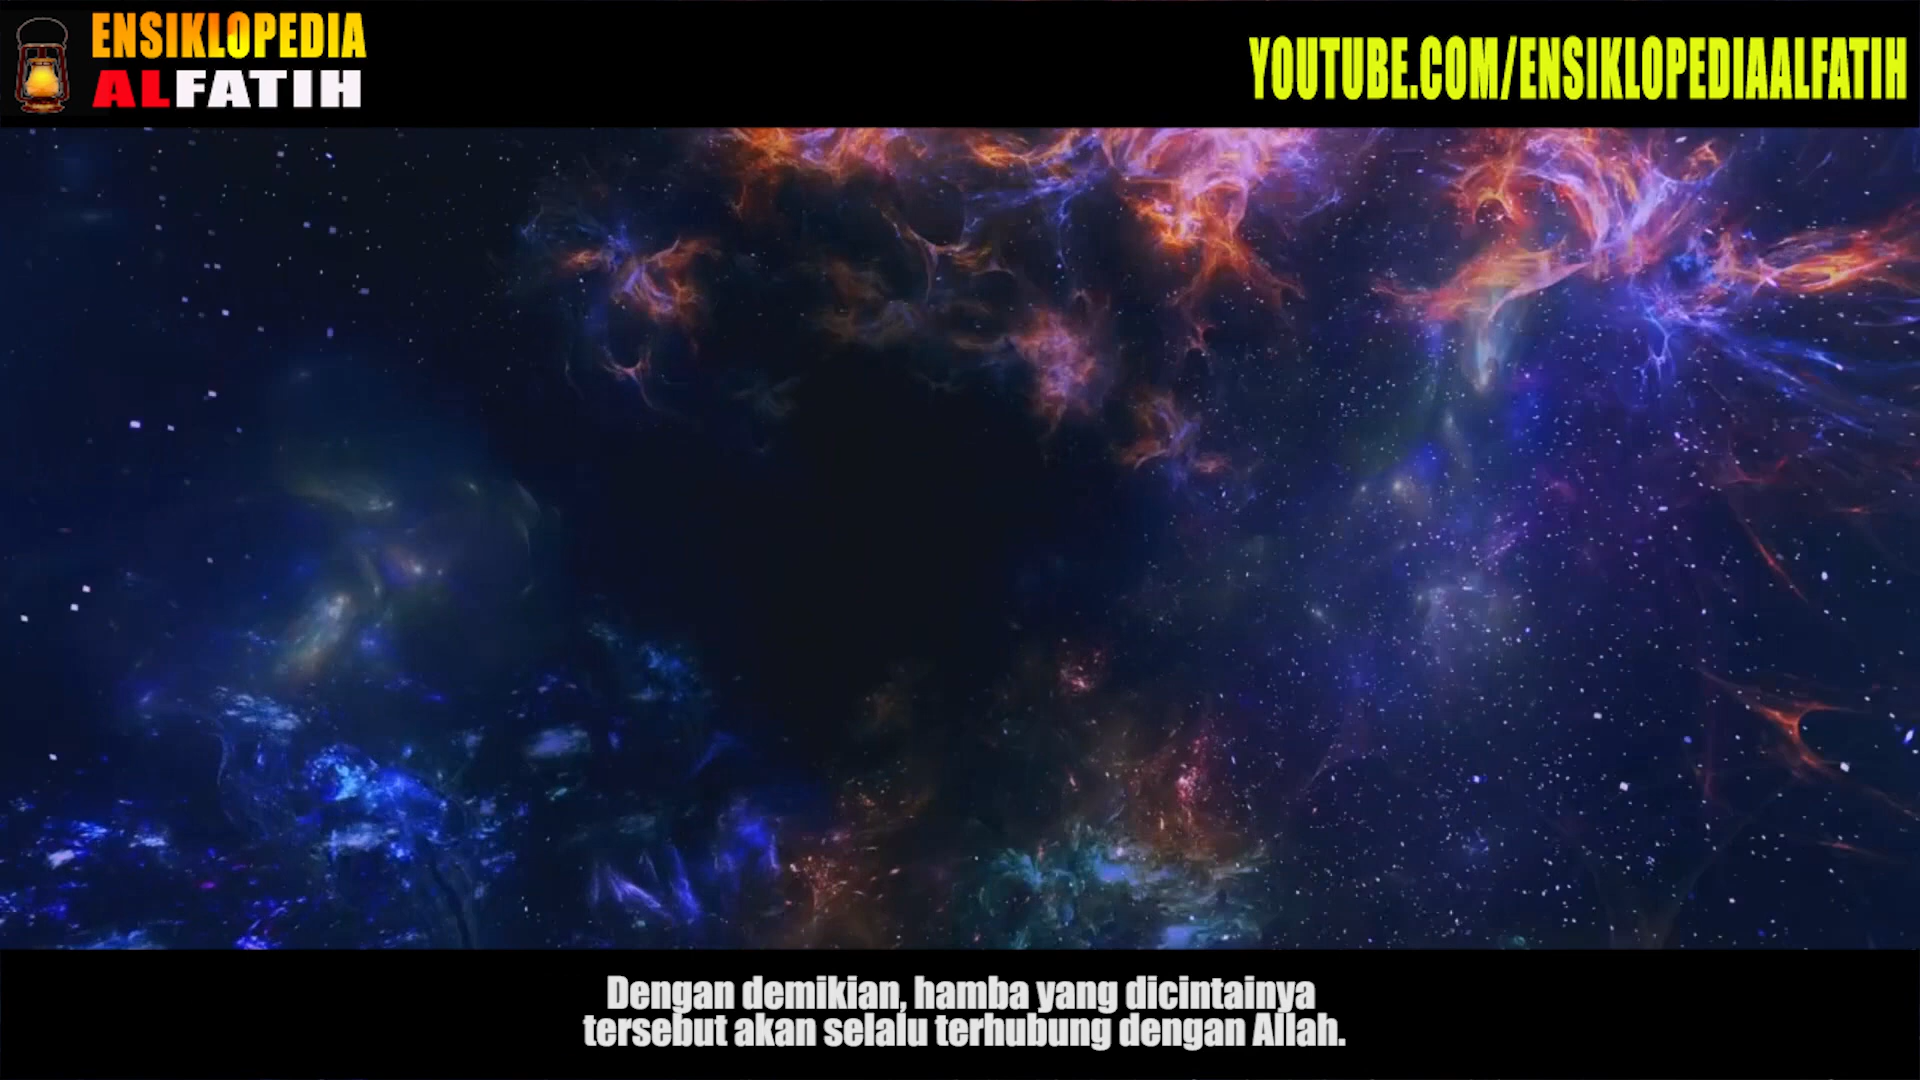 ENSIKLOPEDIA
ALFATIH
YOUTUBE.COM/ENSIKLOPEDIAALFATIH
Dengan demikian, hamba yang dicintainya
tersebut akan selalu terhubung dengan Allah.